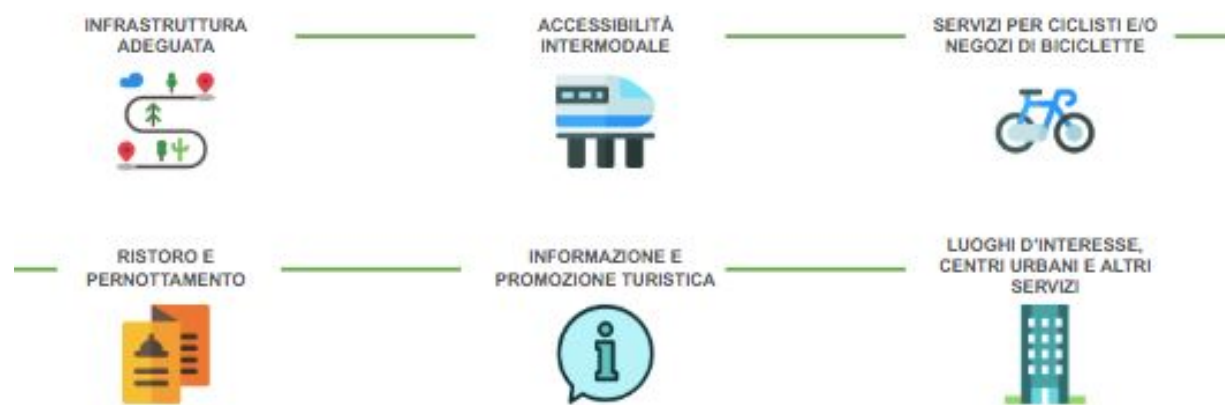 INFRASTRUTTURA
ADEGUATA
ACCESSIBILITÀ
INTERMODALE
SERVIZI PER CICLISTI E/O
NEGOZI DI BICICLETTE
RISTORO E
PERNOTTAMENTO
INFORMAZIONE E
PROMOZIONE TURISTICA
LUOGHI D'INTERESSE,
CENTRI URBANI E ALTRI
SERVIZI